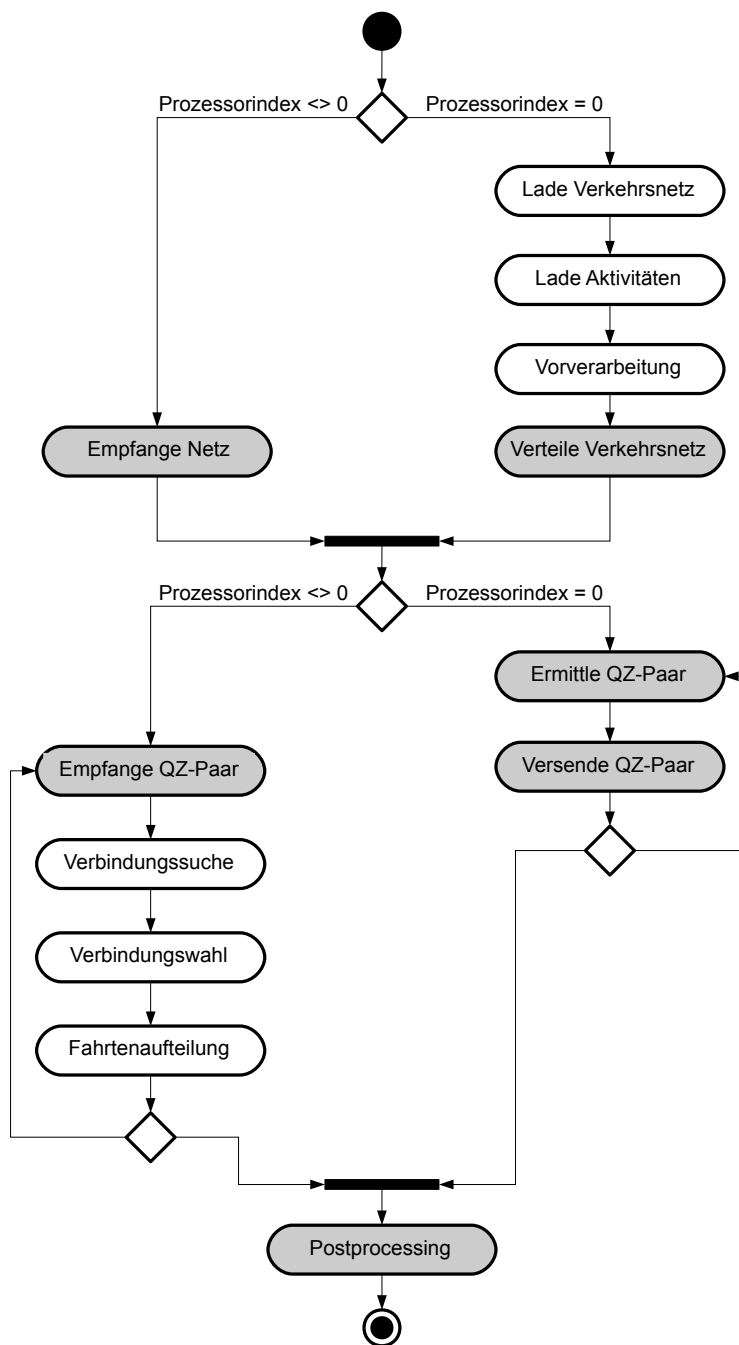 Prozessorindex <> 0
Prozessorindex = 0
Lade Verkehrsnetz
Lade Aktivitäten
Vorverarbeitung
Empfange Netz
Verteile Verkehrsnetz
Prozessorindex <> 0
Prozessorindex = 0
Ermittle QZ-Paar
Empfange QZ-Paar
Versende QZ-Paar
Verbindungssuche
Verbindungswahl
Fahrtenaufteilung
Postprocessing